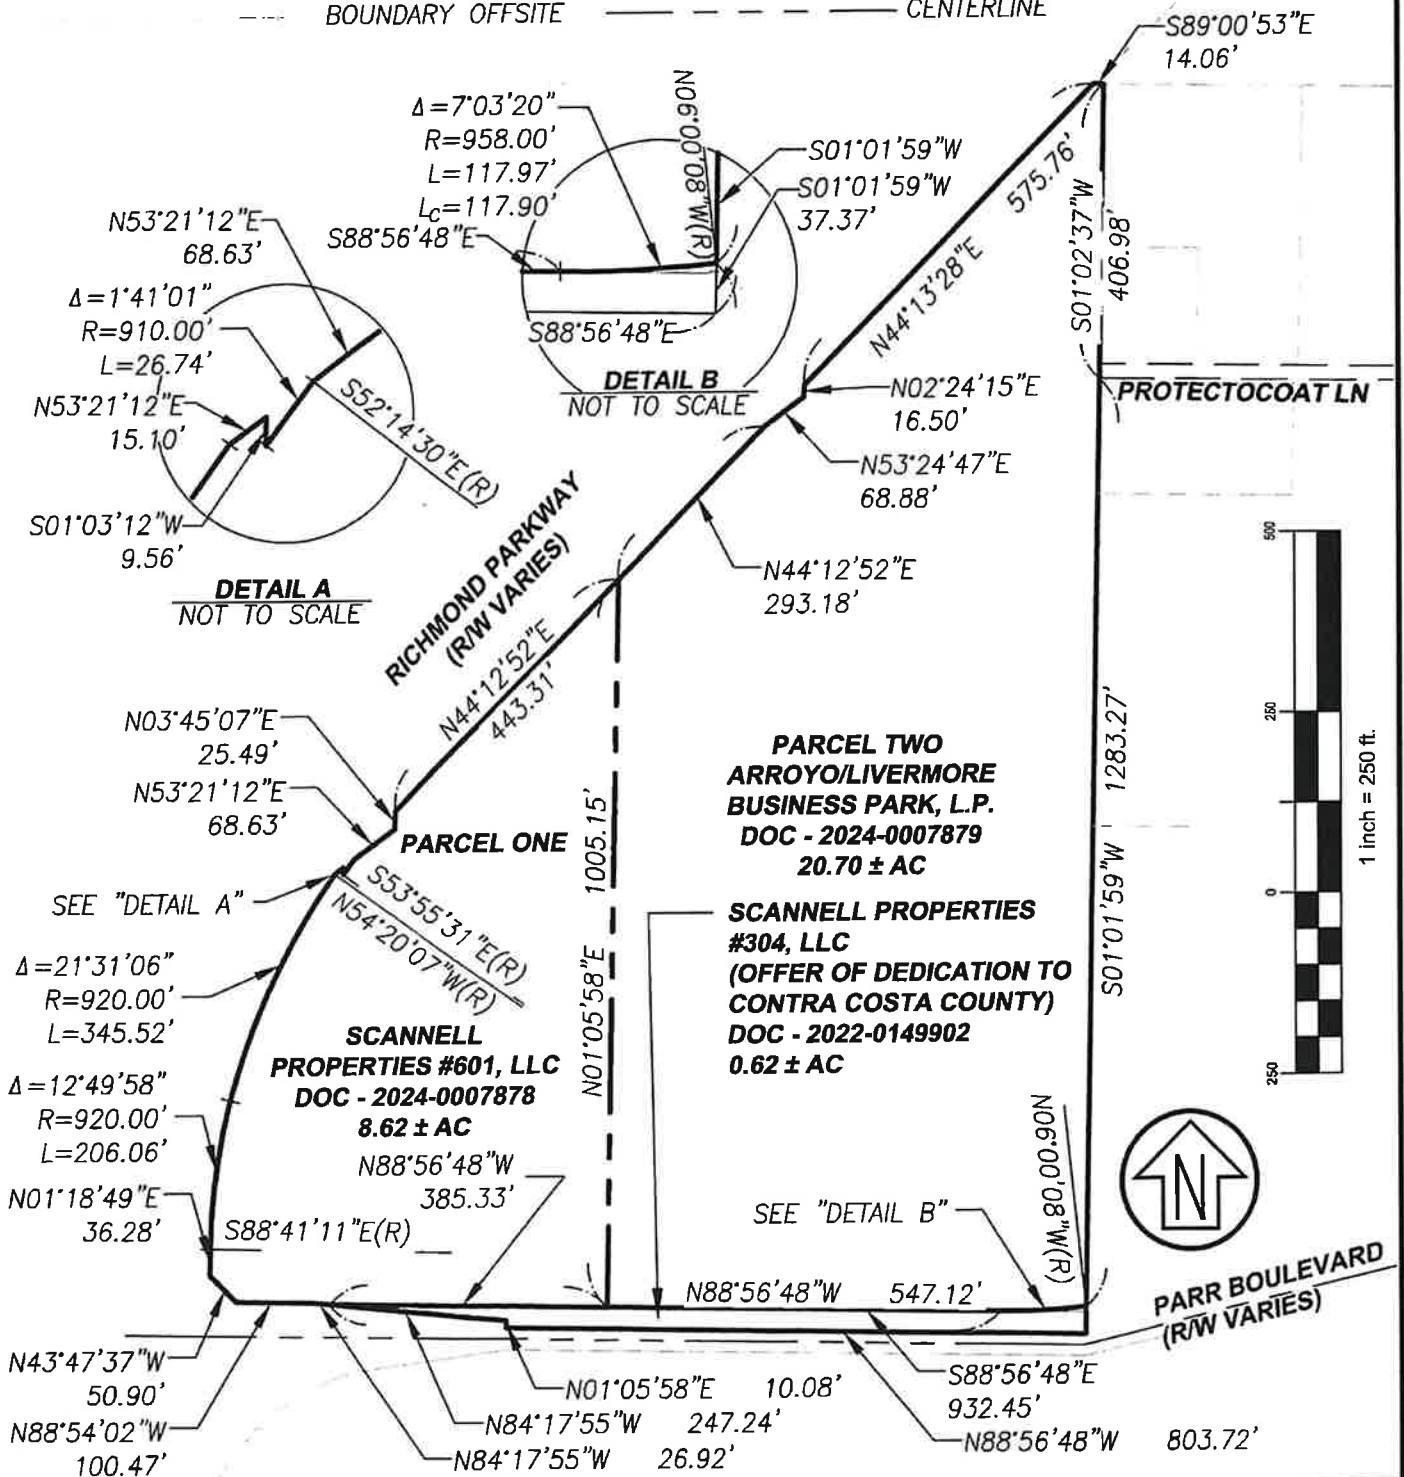 BOUNDARY OFFSITE
CENTERLINE
S89°00'53"E
14.06'
Δ=7°03'20"
R=958.00'
L=117.97'
LC=117.90'
S88°56'48"E
N06°00'08"W(R)
S01°01'59"W
S01°01'59"W
37.37'
S88°56'48"E
DETAIL B
NOT TO SCALE
N53°21'12"E
68.63'
Δ=1°41'01"
R=910.00'
L=26.74'
N53°21'12"E
15.10'
S01°03'12"W
9.56'
S52°14'30"E(R)
DETAIL A
NOT TO SCALE
575.76'
N44°13'28"E
S01°02'37"W
406.98'
PROTECTOCOAT LN
N02°24'15"E
16.50'
N53°24'47"E
68.88'
N44°12'52"E
293.18'
RICHMOND PARKWAY
(R/W VARIES)
N44°12'52"E
443.31'
N03°45'07"E
25.49'
N53°21'12"E
68.63'
PARCEL ONE
SEE "DETAIL A"
S53°55'31"E(R)
N54°20'07"W(R)
Δ=21°31'06"
R=920.00'
L=345.52'
Δ=12°49'58"
R=920.00'
L=206.06'
N01°18'49"E
36.28'
S88°41'11"E(R)
SCANNELL
PROPERTIES #601, LLC
DOC - 2024-0007878
8.62 ± AC
N88°56'48"W
385.33'
N01°05'58"E 1005.15'
PARCEL TWO
ARROYO/LIVERMORE
BUSINESS PARK, L.P.
DOC - 2024-0007879
20.70 ± AC
SCANNELL PROPERTIES
#304, LLC
(OFFER OF DEDICATION TO
CONTRA COSTA COUNTY)
DOC - 2022-0149902
0.62 ± AC
S01°01'59"W 1283.27'
500
250
0
250
1 inch = 250 ft.
N
SEE "DETAIL B"
N06°00'08"W(R)
N88°56'48"W 547.12'
PARR BOULEVARD
(R/W VARIES)
N43°47'37"W
50.90'
N88°54'02"W
100.47'
N01°05'58"E 10.08'
N84°17'55"W 247.24'
N84°17'55"W 26.92'
S88°56'48"E
932.45'
N88°56'48"W 803.72'